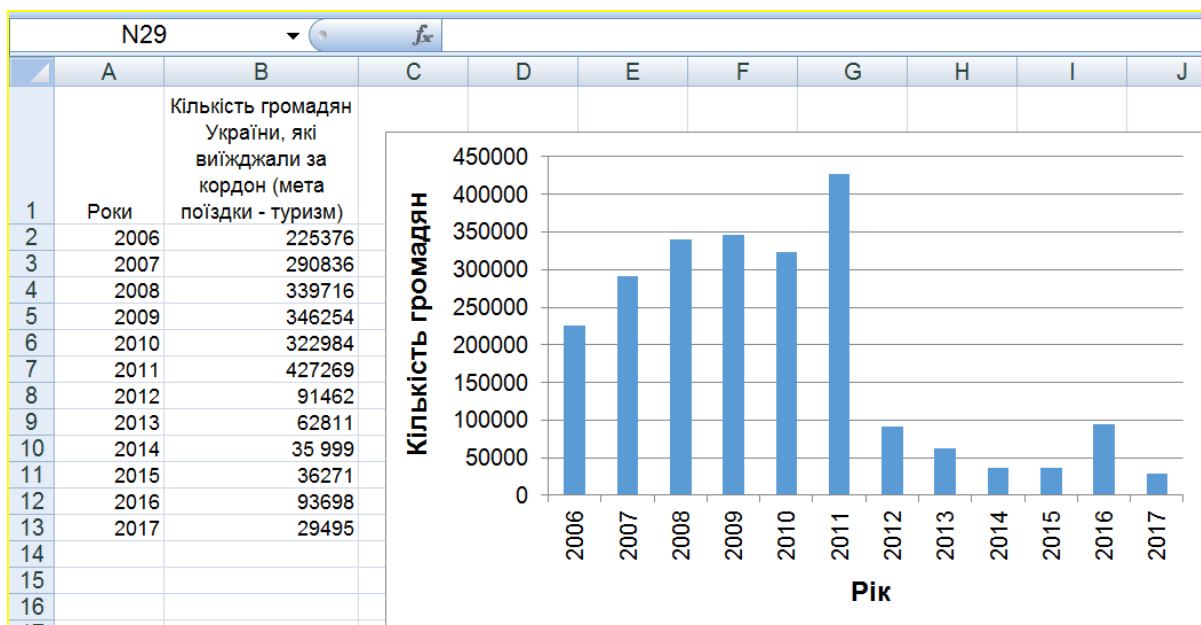 N29
fx
A B C D E F G H I J
1
Роки
Кількість громадян
України, які
виїжджали за
кордон (мета
поїздки - туризм)
2 2006 225376
3 2007 290836
4 2008 339716
5 2009 346254
6 2010 322984
7 2011 427269
8 2012 91462
9 2013 62811
10 2014 35 999
11 2015 36271
12 2016 93698
13 2017 29495
14
15
16
Кількість громадян
450000
400000
350000
300000
250000
200000
150000
100000
50000
0
2006 2007 2008 2009 2010 2011 2012 2013 2014 2015 2016 2017
Рік